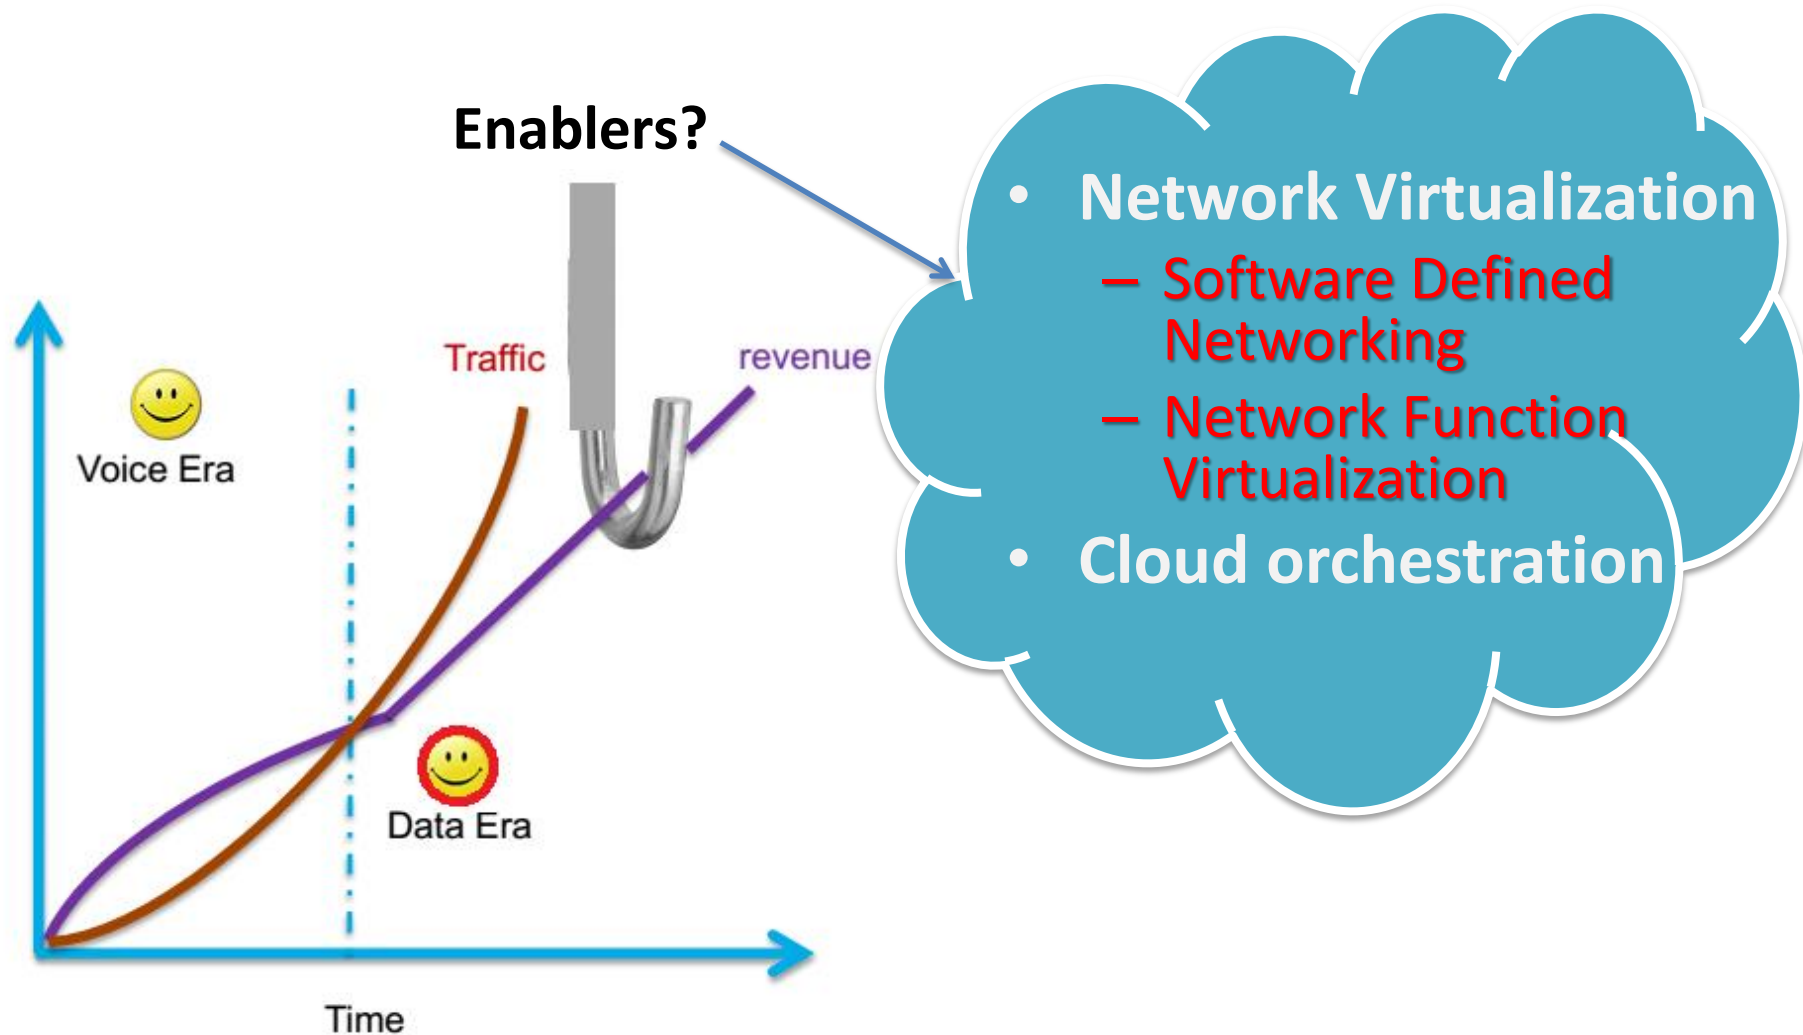 Enablers?
• Network Virtualization
– Software Defined
Networking
– Network Function
Virtualization
• Cloud orchestration
Traffic
revenue
Voice Era
Data Era
Time